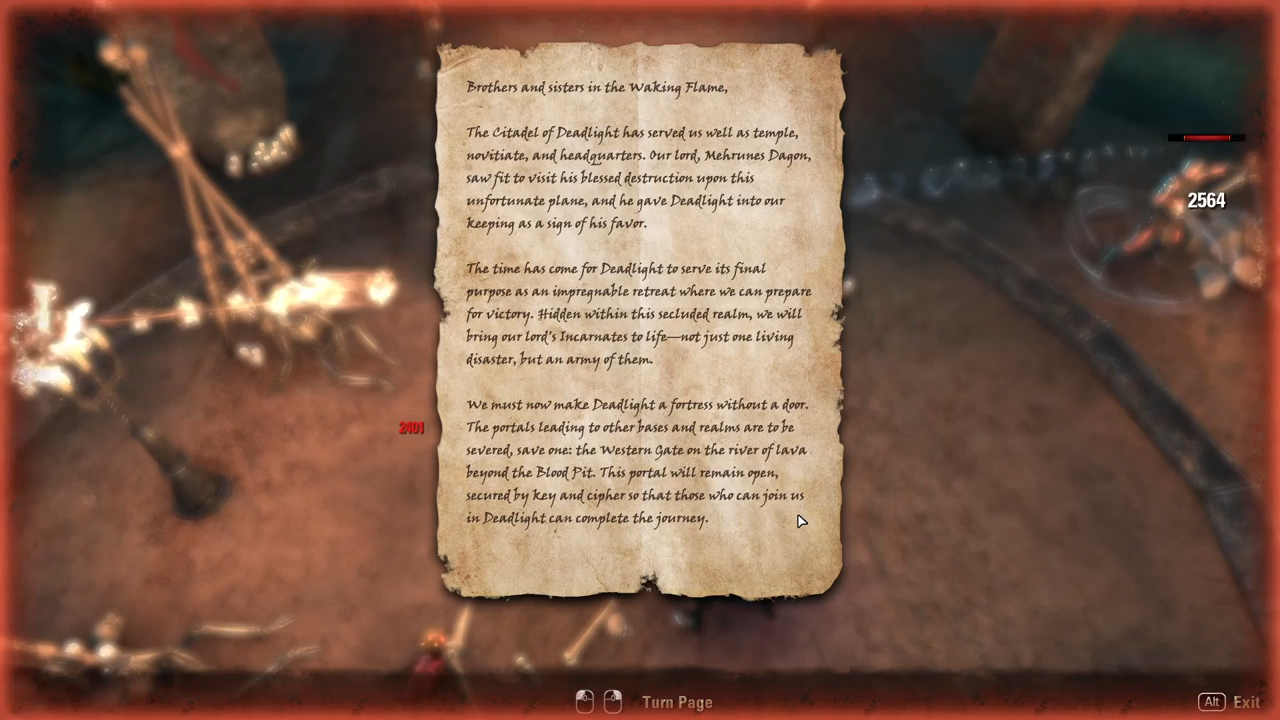 Brothers and sisters in the Waking Flame,
The Citadel of Deadlight has served us well as temple,
novitiate, and headquarters. Our lord, Mehrunes Dagon,
saw fit to visit his blessed destruction upon this
unfortunate plane, and he gave Deadlight into our
keeping as a sign of his favor.
The time has come for Deadlight to serve its final
purpose as an impregnable retreat where we can prepare
for victory. Hidden within this secluded realm, we will
bring our lord's Incarnates to life—not just one living
disaster, but an army of them.
We must now make Deadlight a fortress without a door.
The portals leading to other bases and realms are to be
severed, save one: the Western Gate on the river of lava
beyond the Blood Pit. This portal will remain open,
secured by key and cipher so that those who can join us
in Deadlight can complete the journey.
2564
2401
Turn Page
Alt Exit